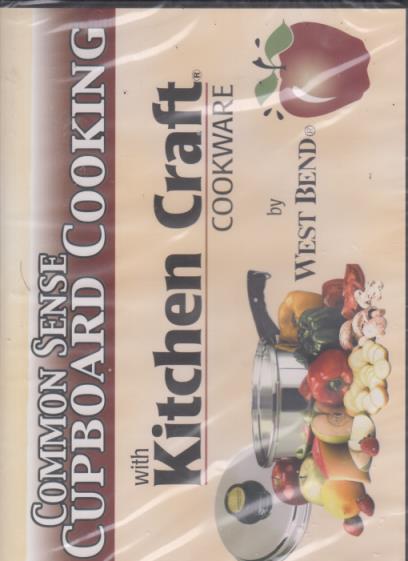 COMMON SENSE
CUPBOARD COOKING
with
Kitchen Craft®
COOKWARE
by
WEST BEND®